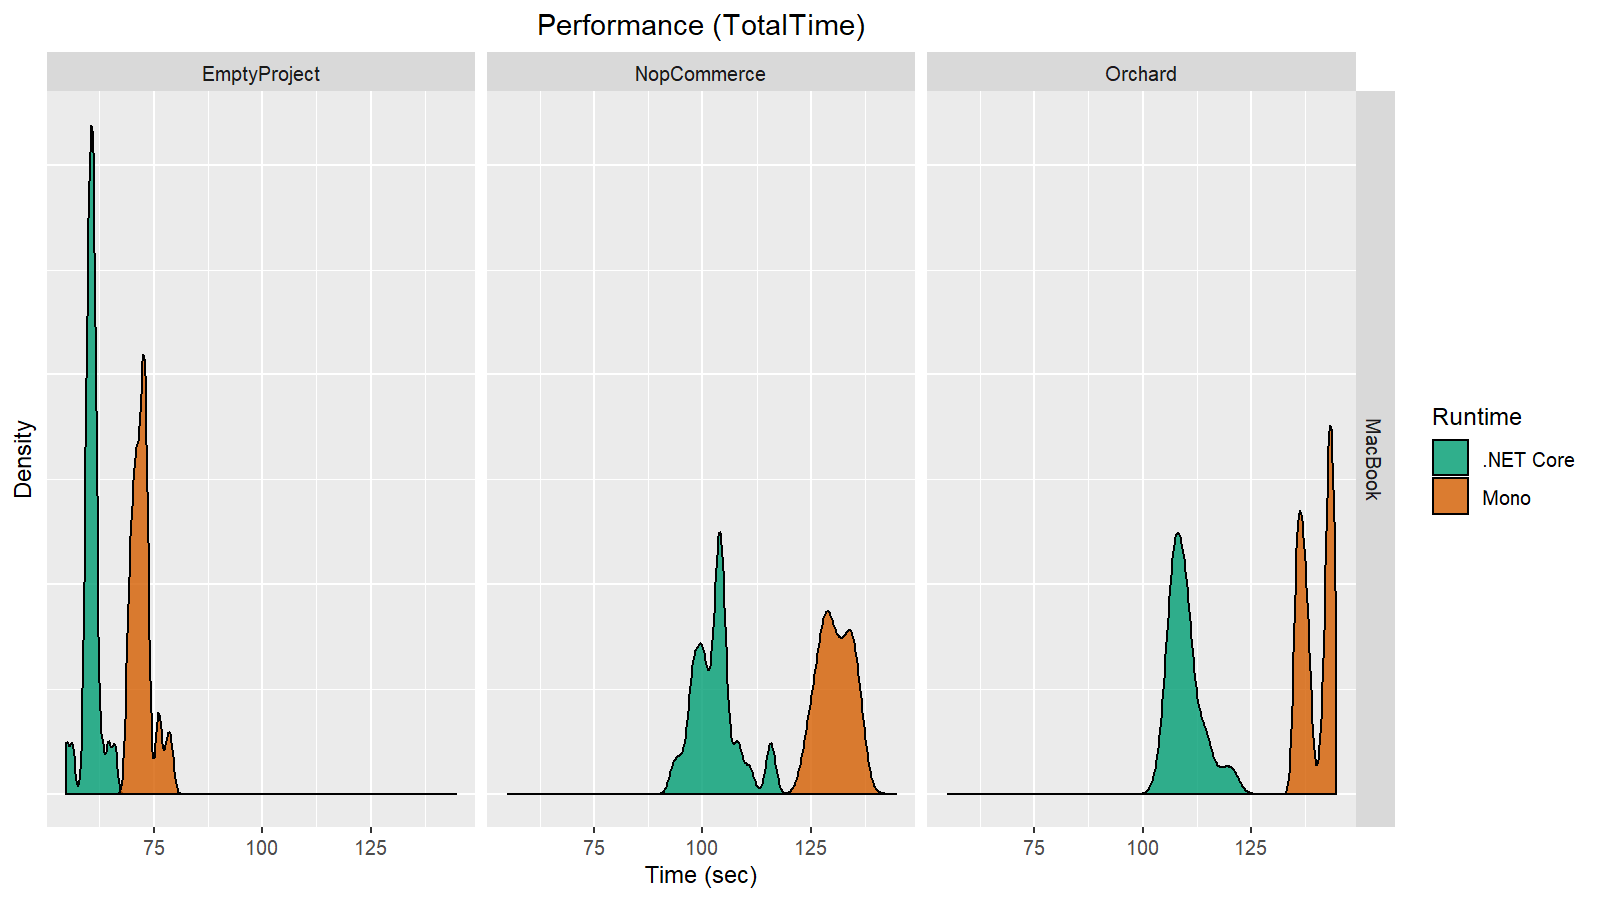 Performance (TotalTime)
EmptyProject
NopCommerce
Orchard
Density
MacBook
75 100 125
75 100 125
75 100 125
Time (sec)
Runtime
.NET Core
Mono